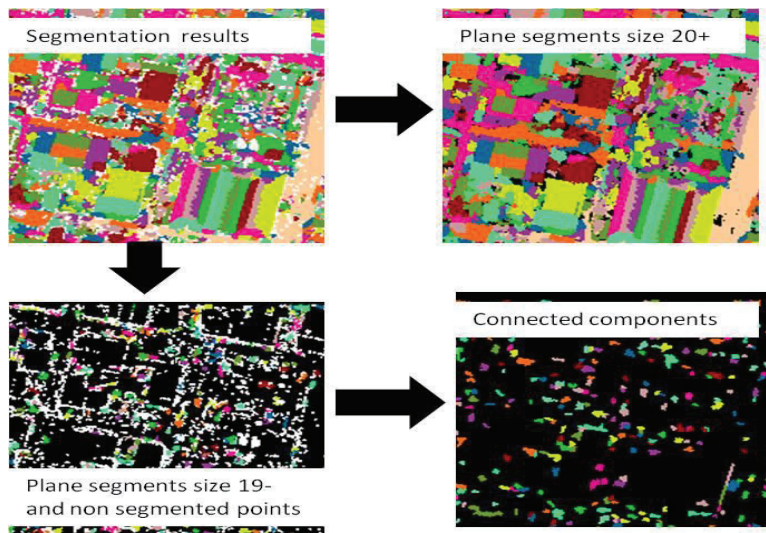 Segmentation results
Plane segments size 20+
Plane segments size 19-
and non segmented points
Connected components